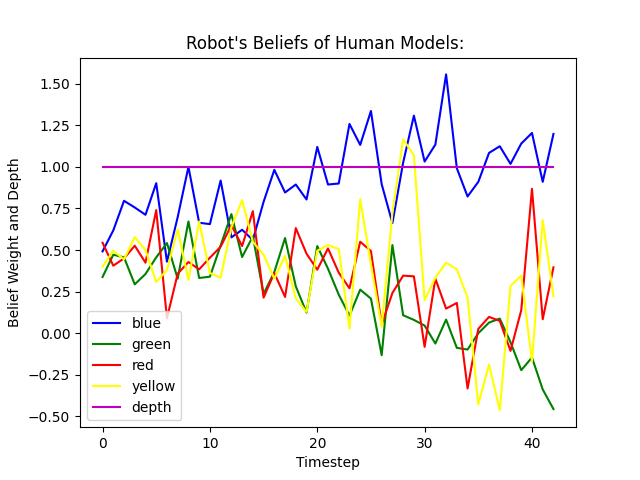 Robot's Beliefs of Human Models:
Belief Weight and Depth
1.50
1.25
1.00
0.75
0.50
0.25
0.00
−0.25
−0.50
blue
green
red
yellow
depth
0 10 20 30 40
Timestep